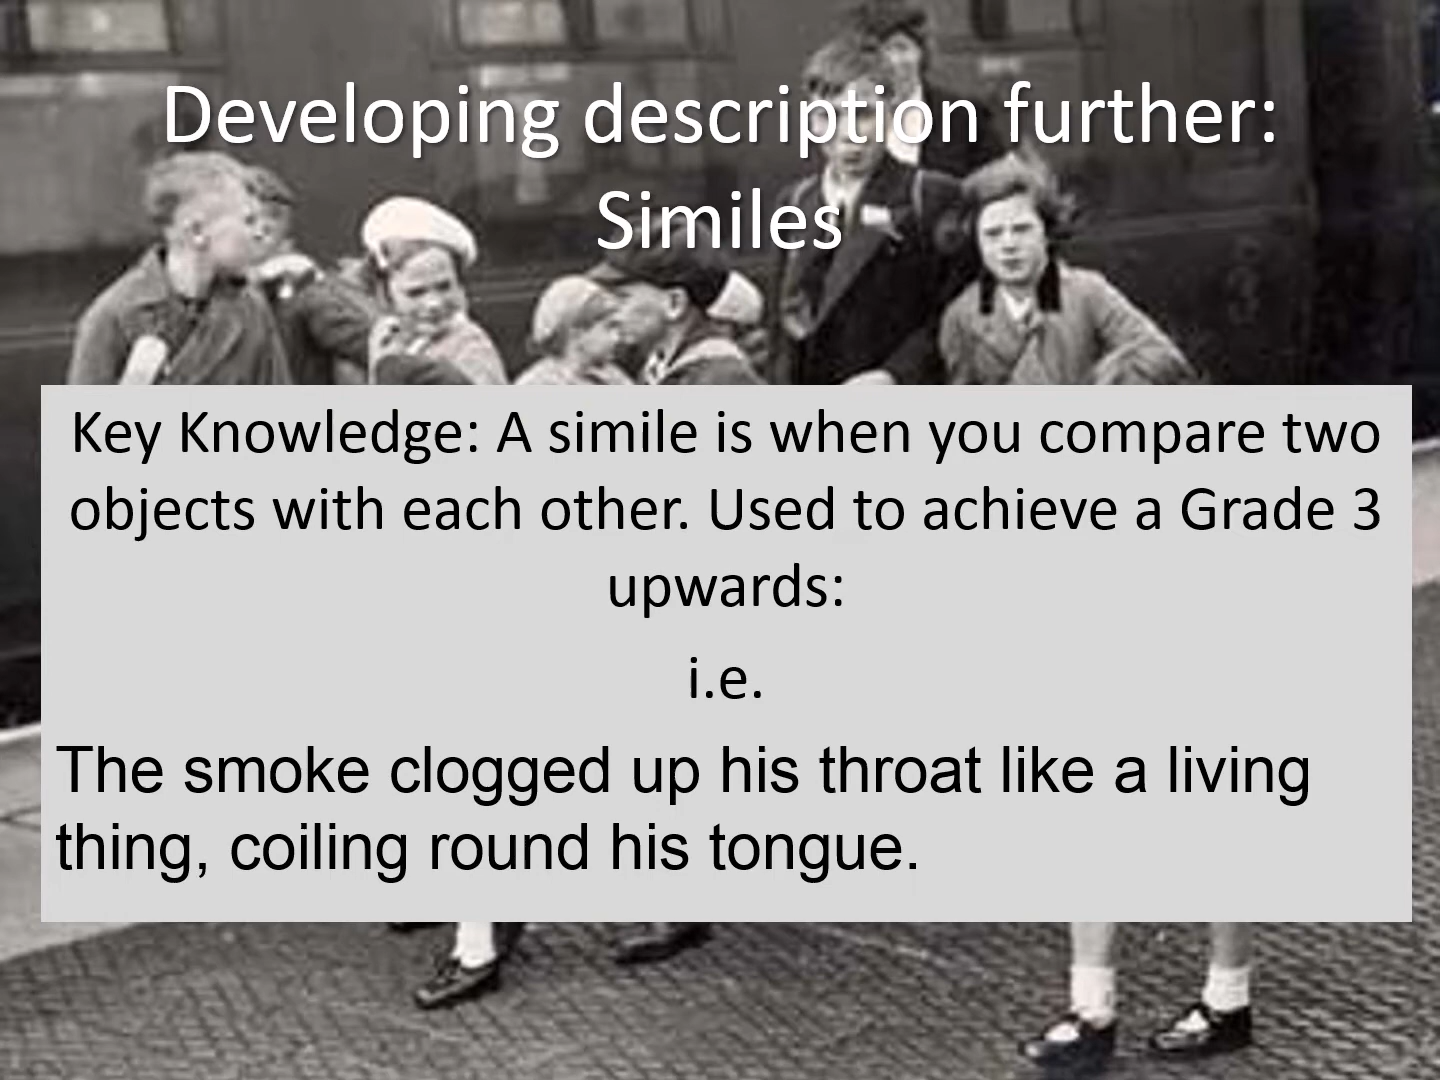 Developing description further:
Similes
Key Knowledge: A simile is when you compare two
objects with each other. Used to achieve a Grade 3
upwards:
i.e.
The smoke clogged up his throat like a living
thing, coiling round his tongue.